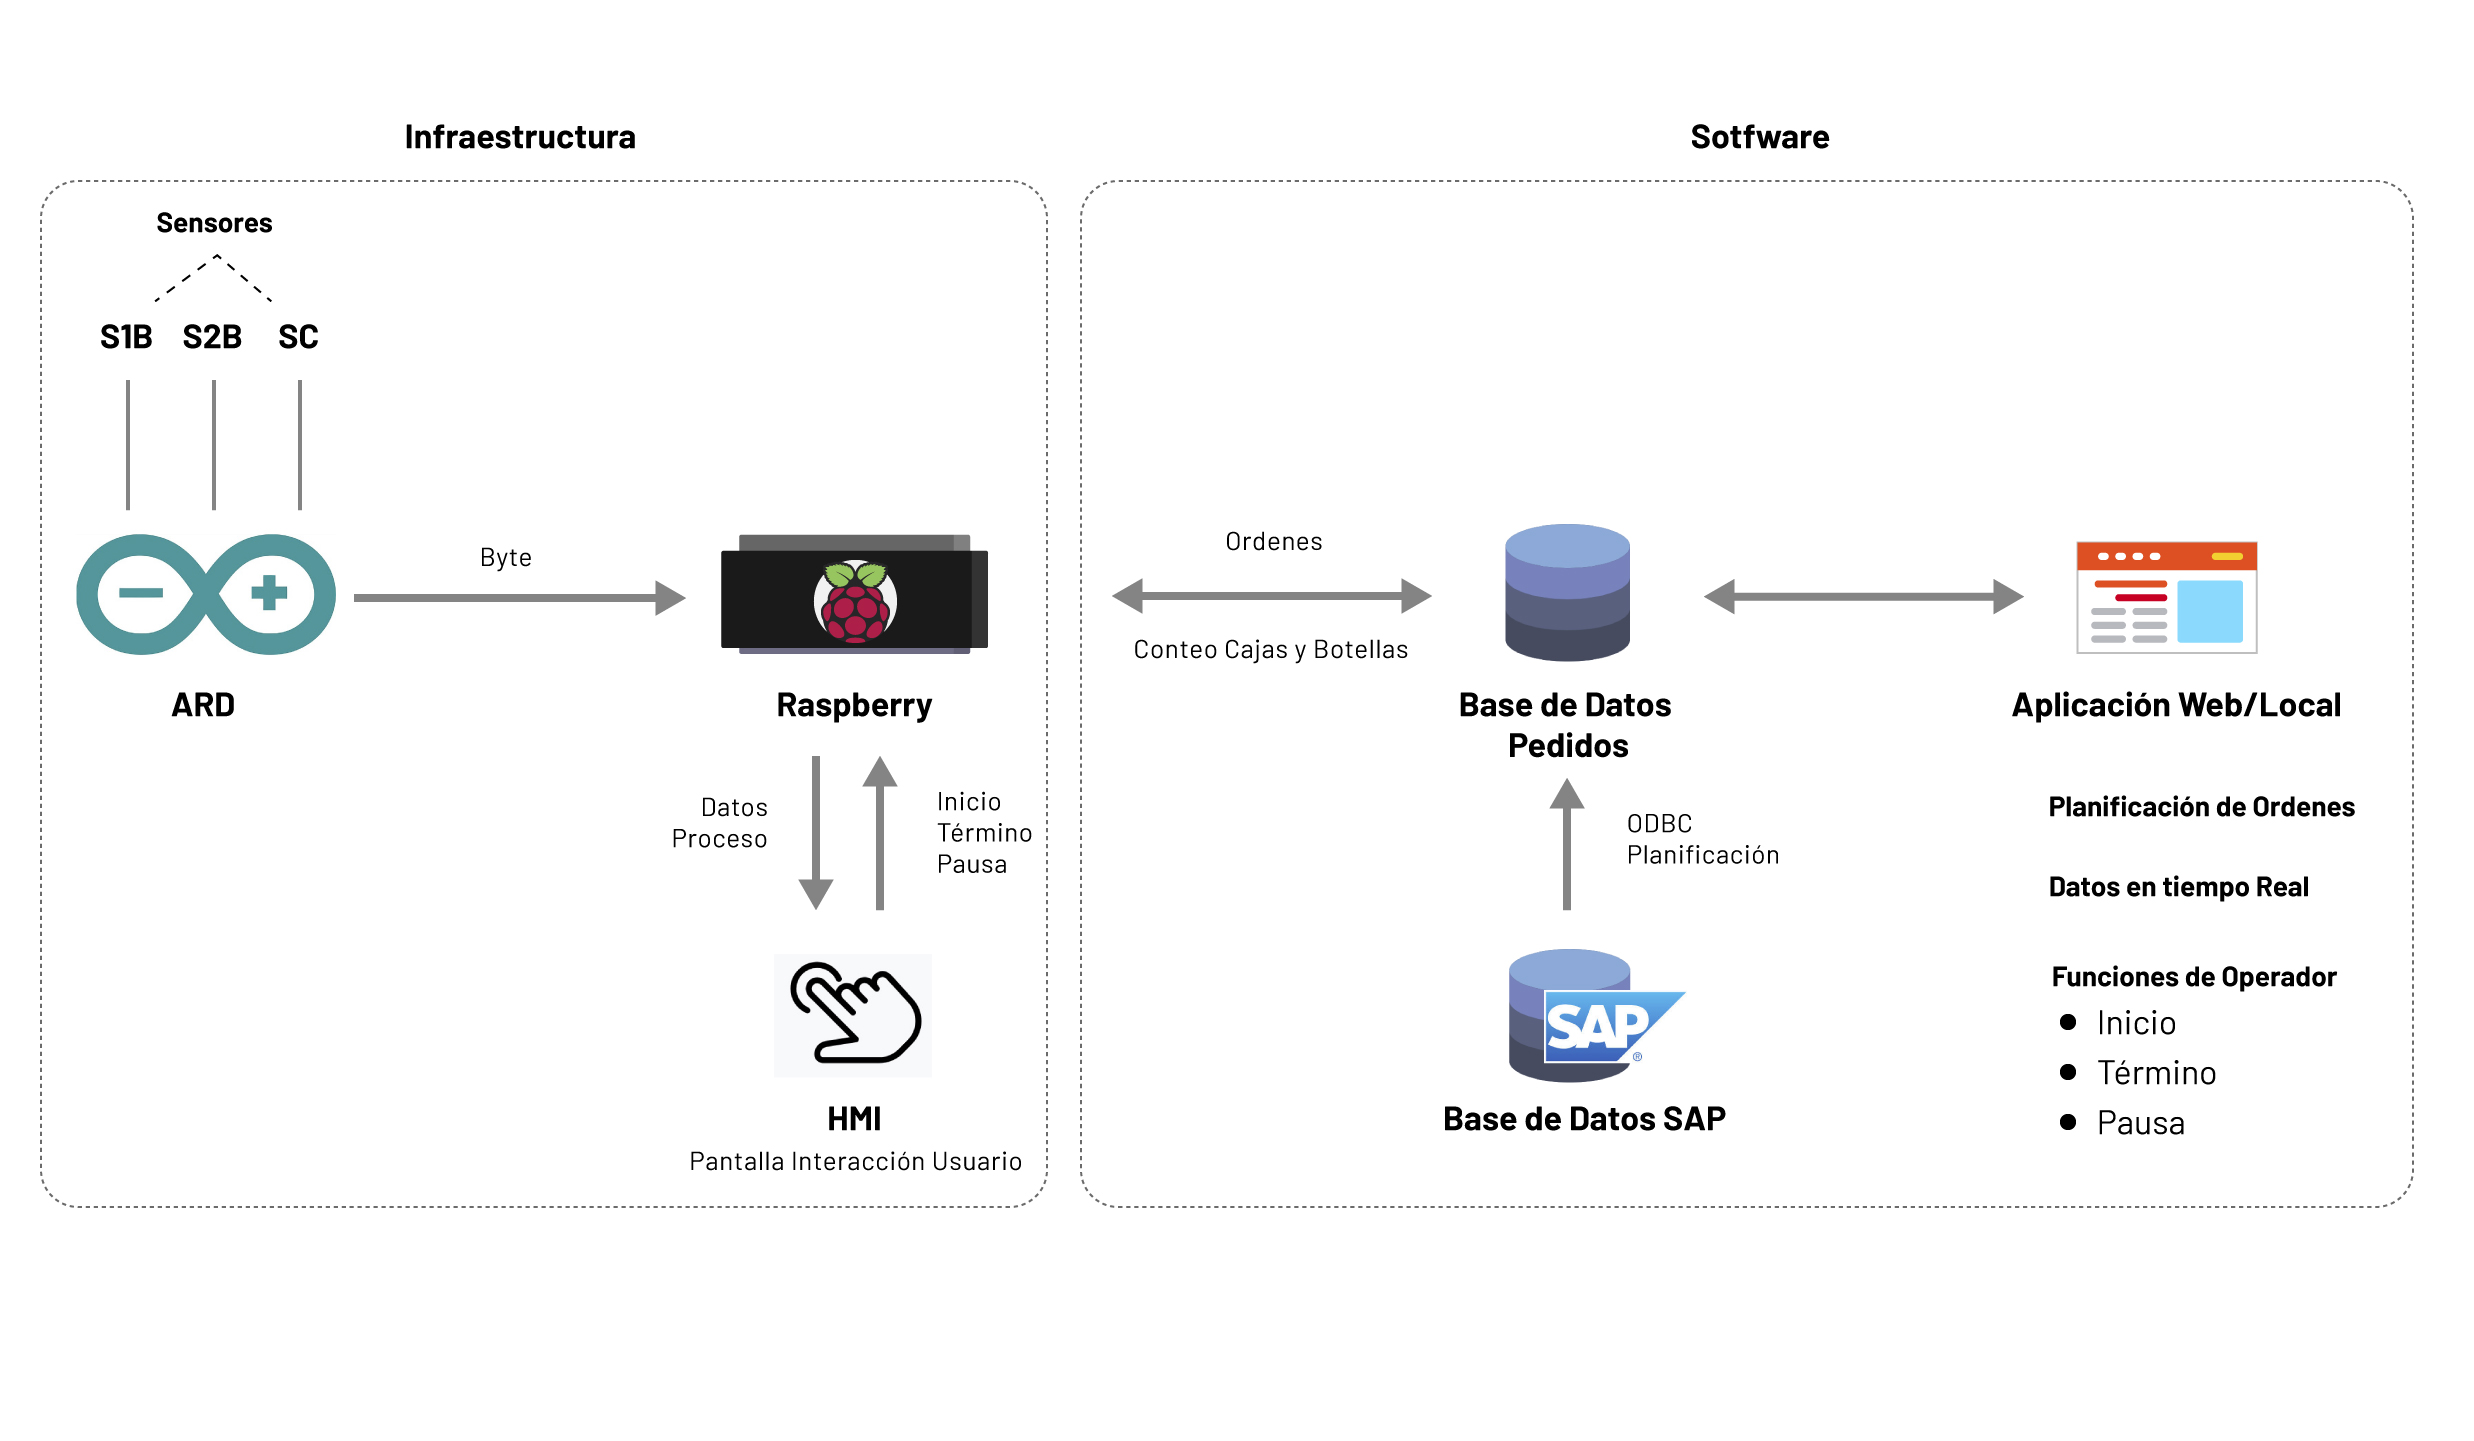 Infraestructura
Sotfware
Sensores
S1B S2B SC
Byte
ARD
Raspberry
Datos
Proceso
Inicio
Término
Pausa
HMI
Pantalla Interacción Usuario
Ordenes
Conteo Cajas y Botellas
Base de Datos
Pedidos
ODBC
Planificación
SAP
®
Base de Datos SAP
Aplicación Web/Local
Planificación de Ordenes
Datos en tiempo Real
Funciones de Operador
● Inicio
● Término
● Pausa